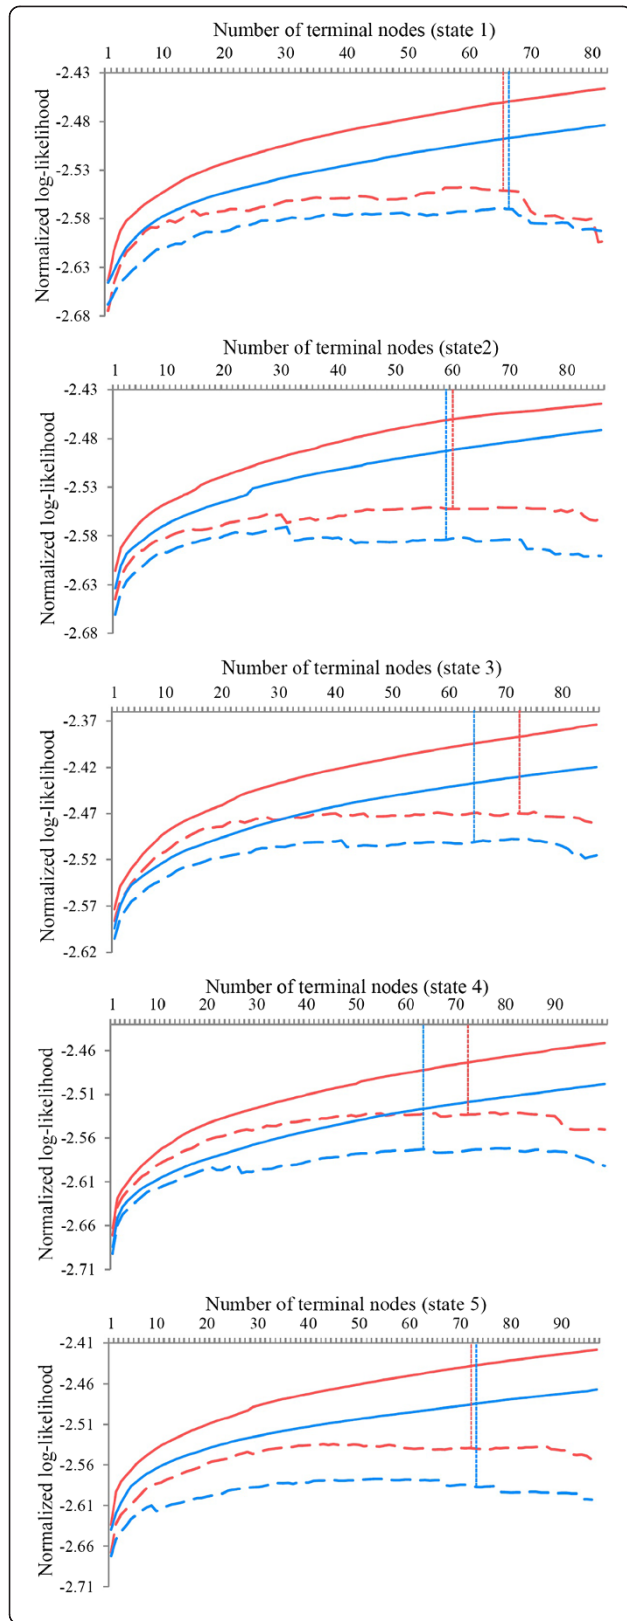 Number of terminal nodes (state 1)
1 10 20 30 40 50 60 70 80
Normalized log-likelihood
-2.43
-2.48
-2.53
-2.58
-2.63
-2.68
Number of terminal nodes (state2)
1 10 20 30 40 50 60 70 80
Normalized log-likelihood
-2.43
-2.48
-2.53
-2.58
-2.63
-2.68
Number of terminal nodes (state 3)
1 10 20 30 40 50 60 70 80
Normalized log-likelihood
-2.37
-2.42
-2.47
-2.52
-2.57
-2.62
Number of terminal nodes (state 4)
1 10 20 30 40 50 60 70 80 90
Normalized log-likelihood
-2.46
-2.51
-2.56
-2.61
-2.66
-2.71
Number of terminal nodes (state 5)
1 10 20 30 40 50 60 70 80 90
Normalized log-likelihood
-2.41
-2.46
-2.51
-2.56
-2.61
-2.66
-2.71